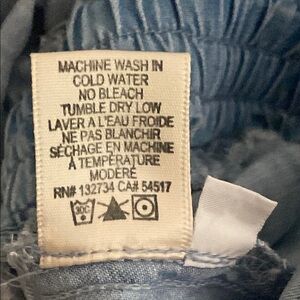 MACHINE WASH IN
COLD WATER
NO BLEACH
TUMBLE DRY LOW
LAVER A L'EAU FROIDE
NE PAS BLANCHIR
SÉCHAGE EN MACHINE
À TEMPÉRATURE
MODÉRÉ
RN# 132734 CA# 54517
30C